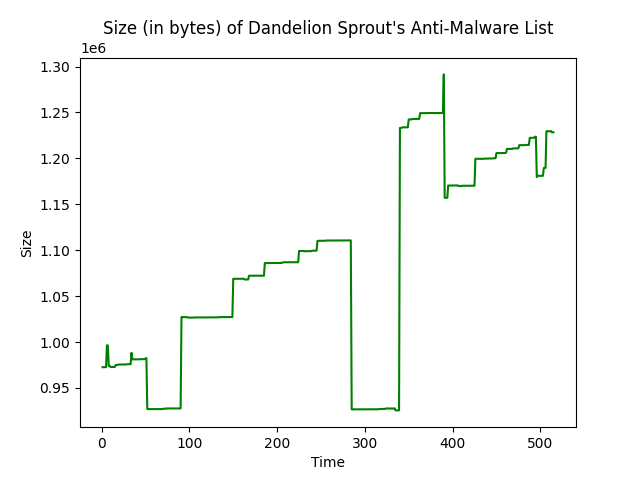 Size (in bytes) of Dandelion Sprout's Anti-Malware List
1e6
1.30
1.25
1.20
1.15
1.10
1.05
1.00
0.95
Size
0 100 200 300 400 500
Time